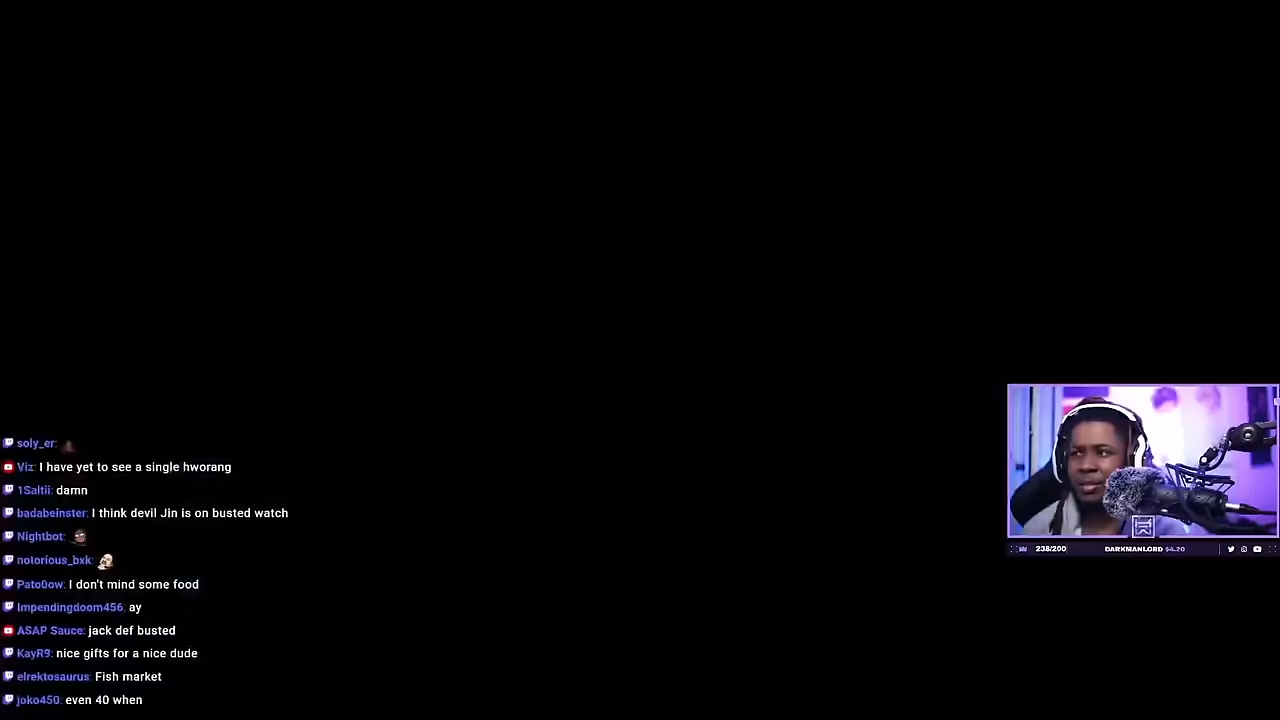 soly_er:
Viz: I have yet to see a single hworang
1Saltii: damn
badabeinster: I think devil Jin is on busted watch
Nightbot:
notorious_bxk:
Pato0ow: I don't mind some food
Impendingdoom456: ay
ASAP Sauce: jack def busted
KayR9: nice gifts for a nice dude
elrektosaurus: Fish market
joko450: even 40 when
238/200 DARKMANLORD $4.20